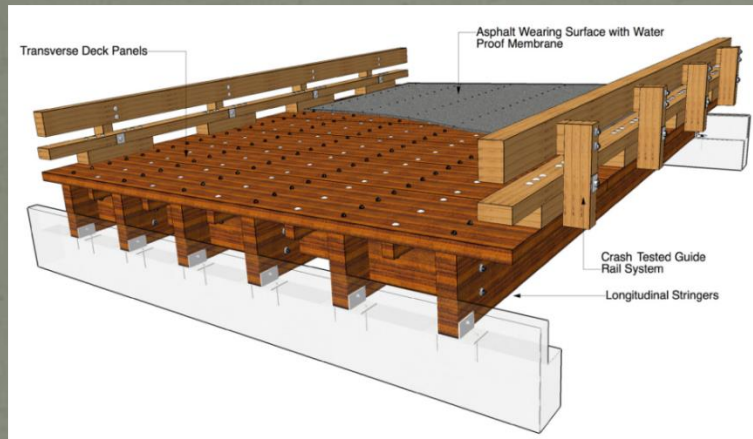 Asphalt Wearing Surface with Water
Proof Membrane
Transverse Deck Panels
Crash Tested Guide
Rail System
Longitudinal Stringers